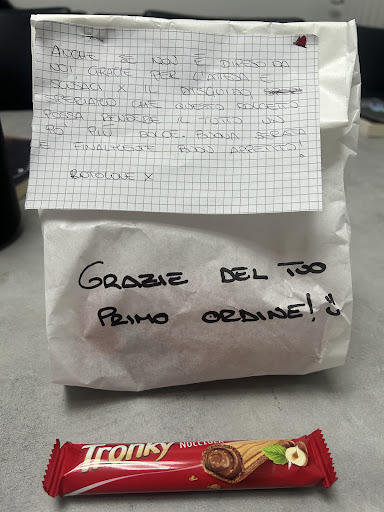 ANCHE SE NON È DIPESO DA
NOI, GRAZIE PER L'ATTESA E
SCUSACI X IL DISGUIDO
SPERIAMO CHE QUESTO PENSIERO
POSSA RENDERE IL TUTTO UN
PO' PIÙ DOLCE. BUONA SERATA
E FINALMENTE BUON APPETITO!
ROTOLONE X
GRAZIE DEL TUO
PRIMO ORDINE!
Tronky
NOCCIOLA